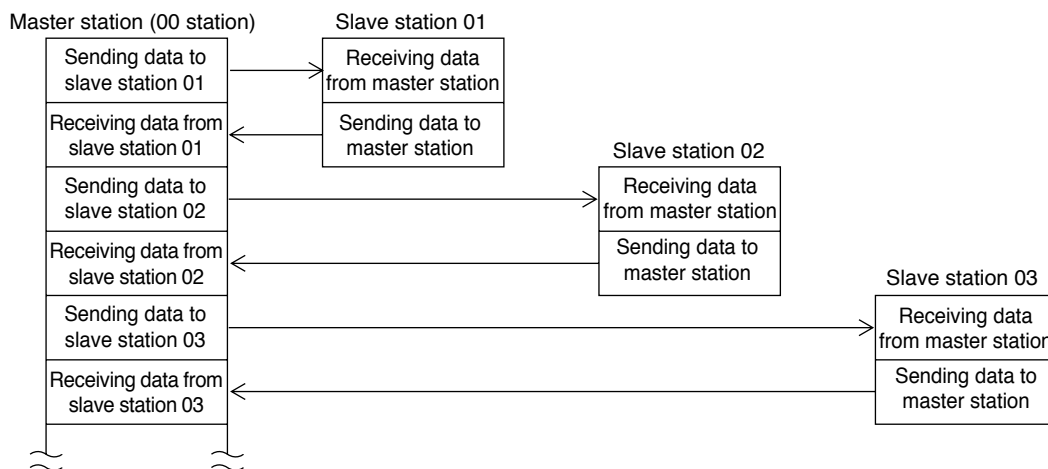 Master station (00 station)
Slave station 01
Sending data to
slave station 01
Receiving data
from master station
Receiving data from
slave station 01
Sending data to
master station
Slave station 02
Sending data to
slave station 02
Receiving data
from master station
Receiving data from
slave station 02
Sending data to
master station
Slave station 03
Sending data to
slave station 03
Receiving data
from master station
Receiving data from
slave station 03
Sending data to
master station